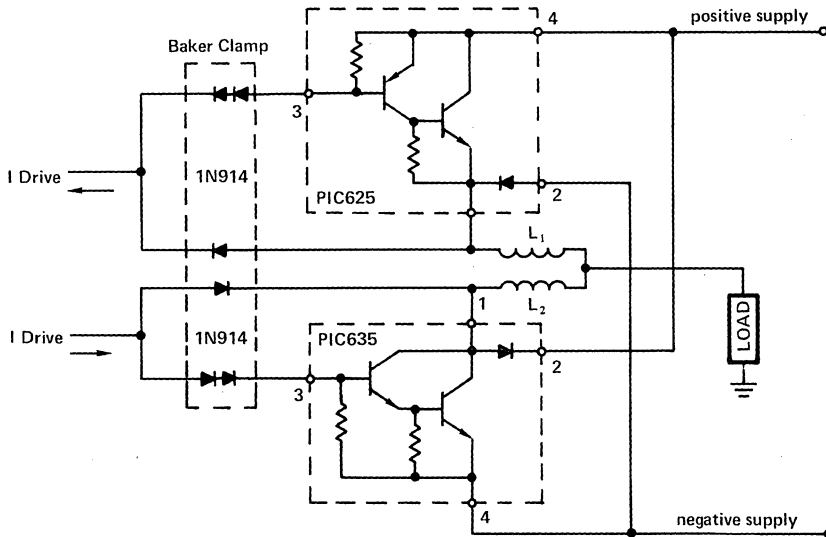 4
positive supply
Baker Clamp
3
I Drive
1N914
PIC625
2
L₁
L₂
1
I Drive
1N914
PIC635
2
LOAD
3
4
negative supply